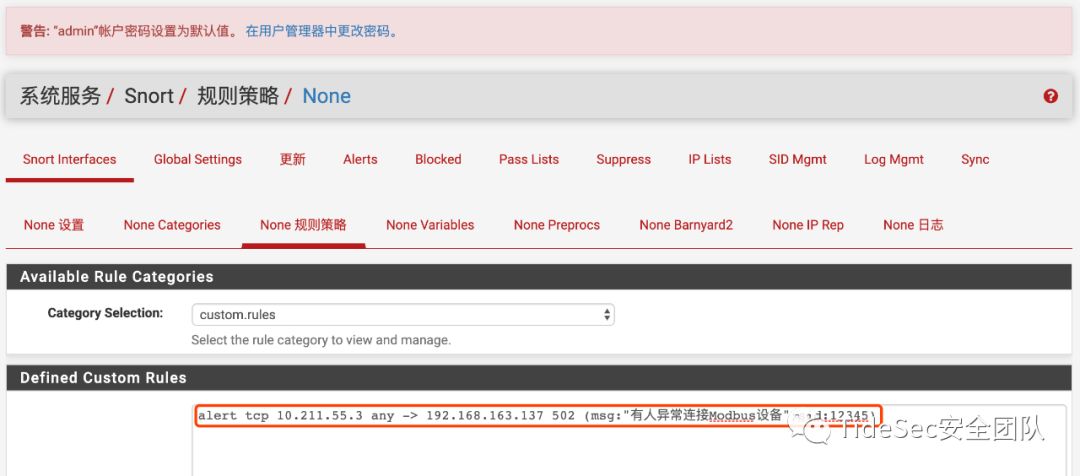 警告: "admin"帐户密码设置为默认值。 在用户管理器中更改密码。
系统服务 / Snort / 规则策略 / None
Snort Interfaces Global Settings 更新 Alerts Blocked Pass Lists Suppress IP Lists SID Mgmt Log Mgmt Sync
None 设置 None Categories None 规则策略 None Variables None Preprocs None Barnyard2 None IP Rep None 日志
Available Rule Categories
Category Selection: custom.rules
Select the rule category to view and manage.
Defined Custom Rules
alert tcp 10.211.55.3 any -> 192.168.163.137 502 (msg:"有人异常连接Modbus设备" :12345)
TideSec安全团队